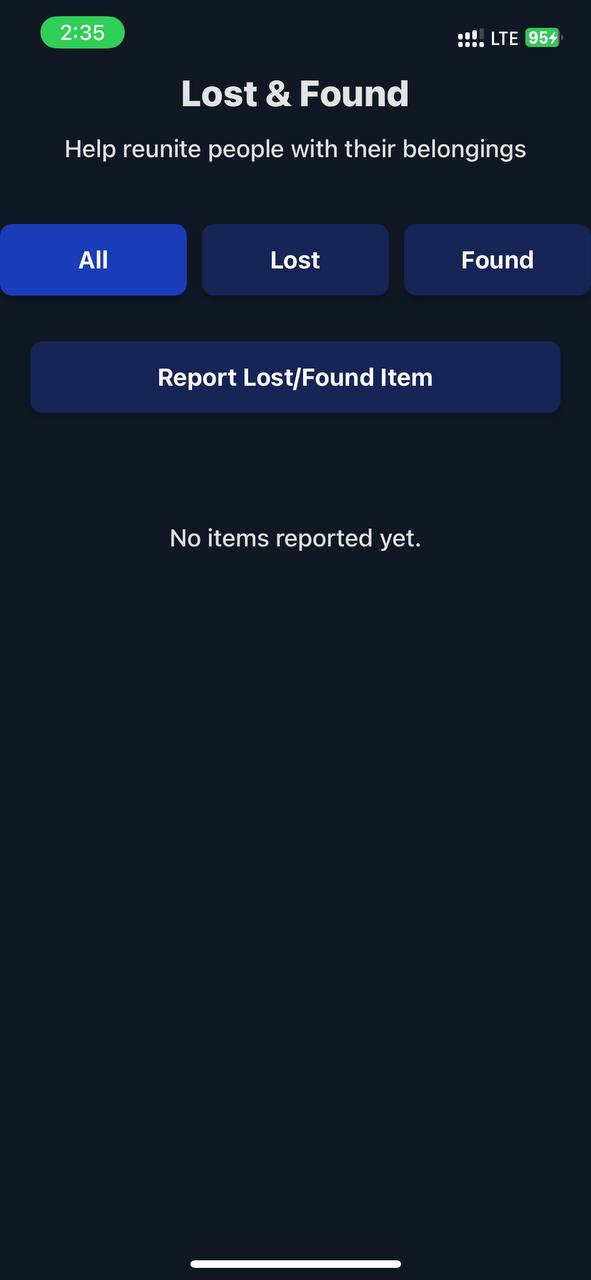 2:35
LTE 95
Lost & Found
Help reunite people with their belongings
All Lost Found
Report Lost/Found Item
No items reported yet.